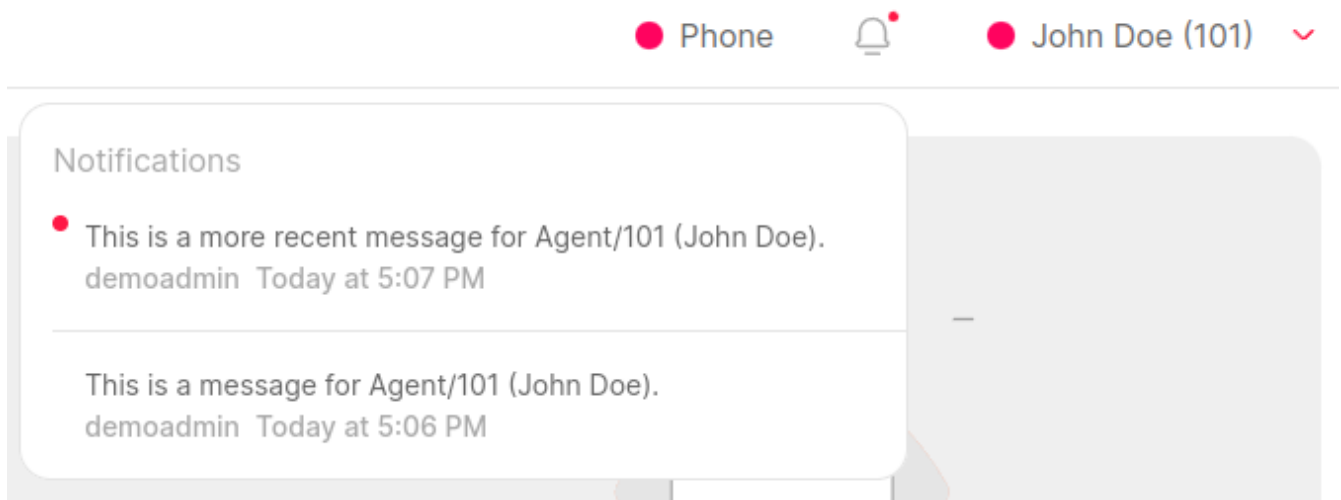 Phone
John Doe (101)
Notifications
This is a more recent message for Agent/101 (John Doe).
demoadmin Today at 5:07 PM
This is a message for Agent/101 (John Doe).
demoadmin Today at 5:06 PM
–